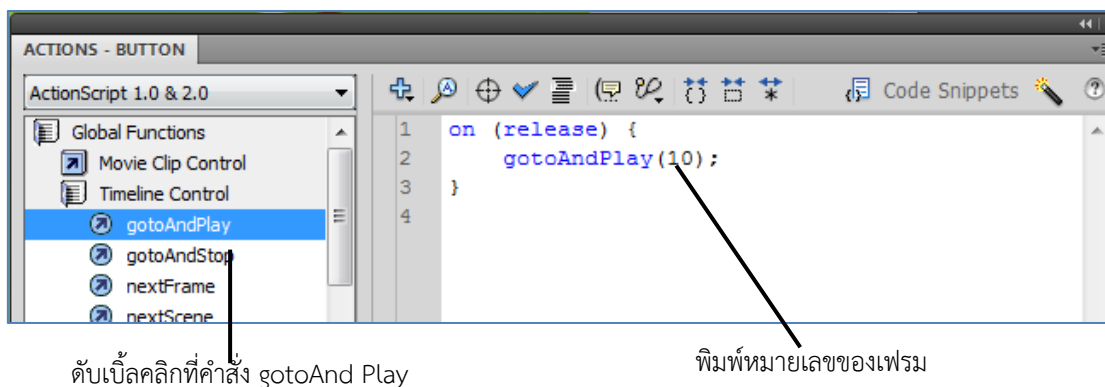 ACTIONS - BUTTON
ActionScript 1.0 & 2.0
Code Snippets
Global Functions
Movie Clip Control
Timeline Control
gotoAndPlay
gotoAndStop
nextFrame
nextScene
1 on (release) {
2 gotoAndPlay(10);
3 }
4
ดับเบิ้ลคลิกที่คำสั่ง gotoAnd Play
พิมพ์หมายเลขของเฟรม